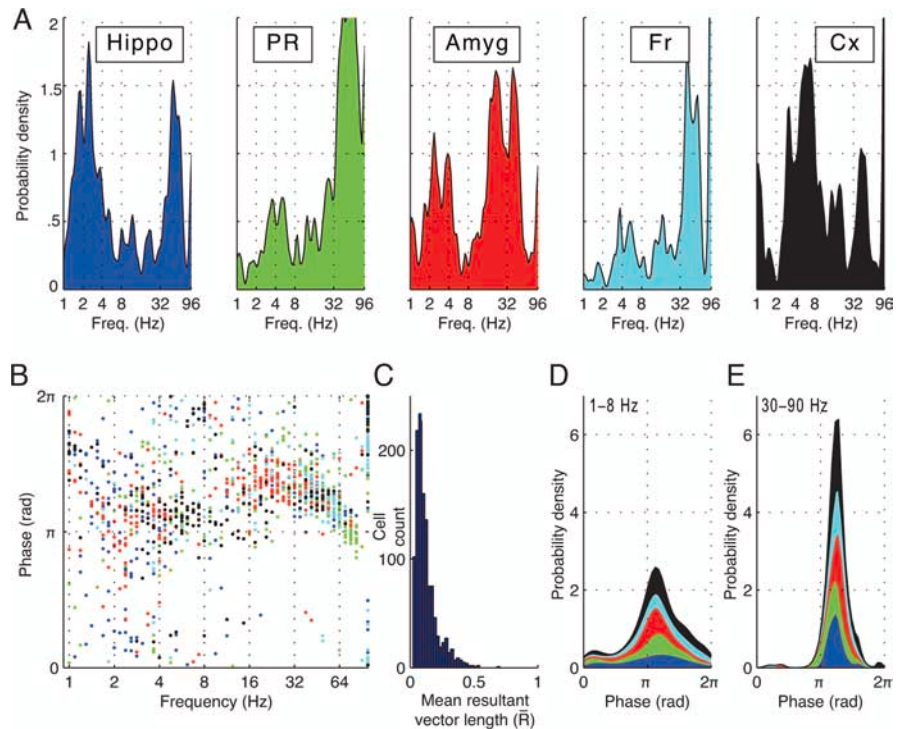 A
Hippo
PR
Amyg
Fr
Cx
Probability density
2
1.5
1
.5
0
1 2 4 8 32 96
1 2 4 8 32 96
1 2 4 8 32 96
1 2 4 8 32 96
1 2 4 8 32 96
Freq. (Hz)
Freq. (Hz)
Freq. (Hz)
Freq. (Hz)
Freq. (Hz)
B
Phase (rad)
2π
π
0
1 2 4 8 16 32 64
Frequency (Hz)
C
Cell
count
200
100
0
0 0.5 1
Mean resultant
vector length (R̅)
D
1–8 Hz
Probability density
6
4
2
0
0 π 2π
Phase (rad)
E
30–90 Hz
Probability density
6
4
2
0
π 2π
Phase (rad)